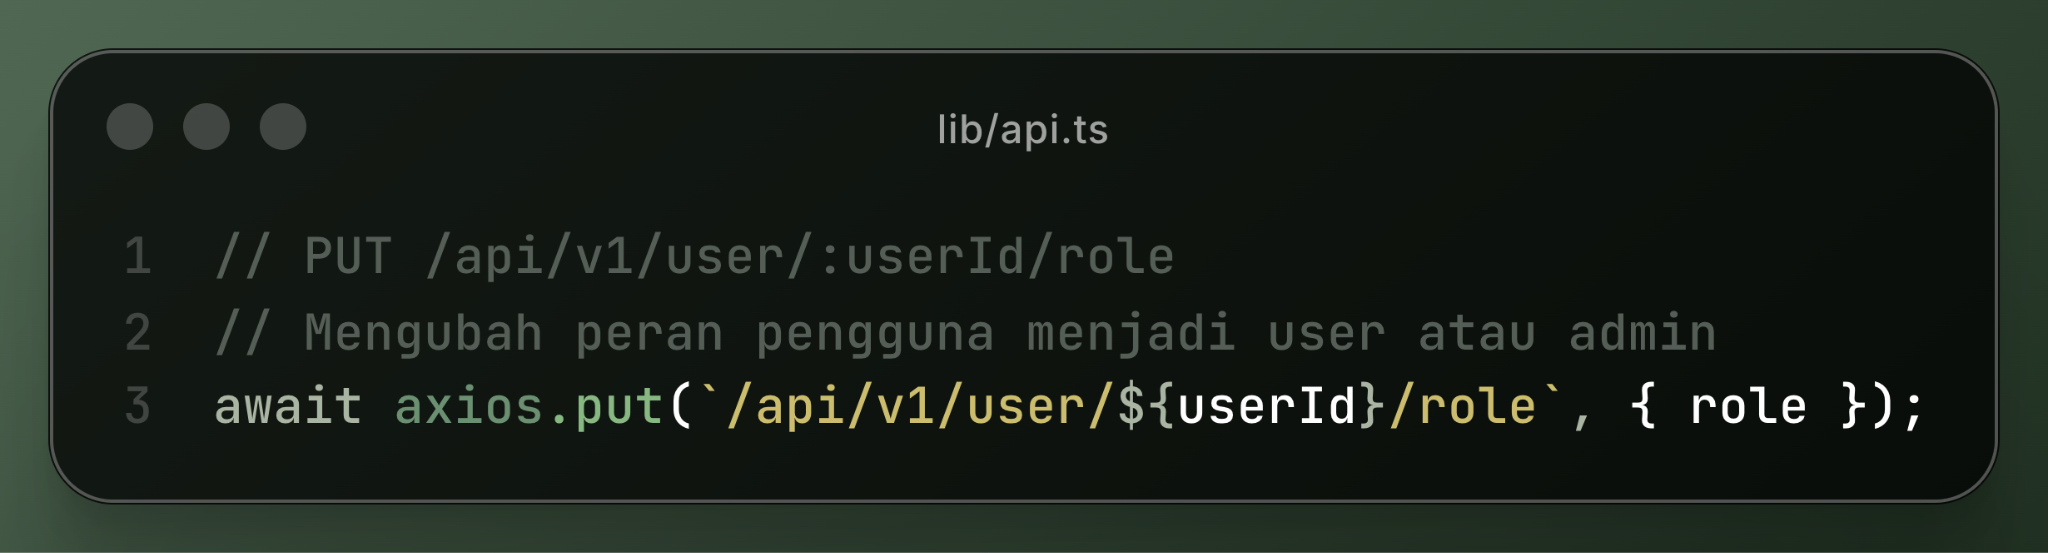 lib/api.ts
1 // PUT /api/v1/user/:userId/role
2 // Mengubah peran pengguna menjadi user atau admin
3 await axios.put(`/api/v1/user/${userId}/role`, { role });